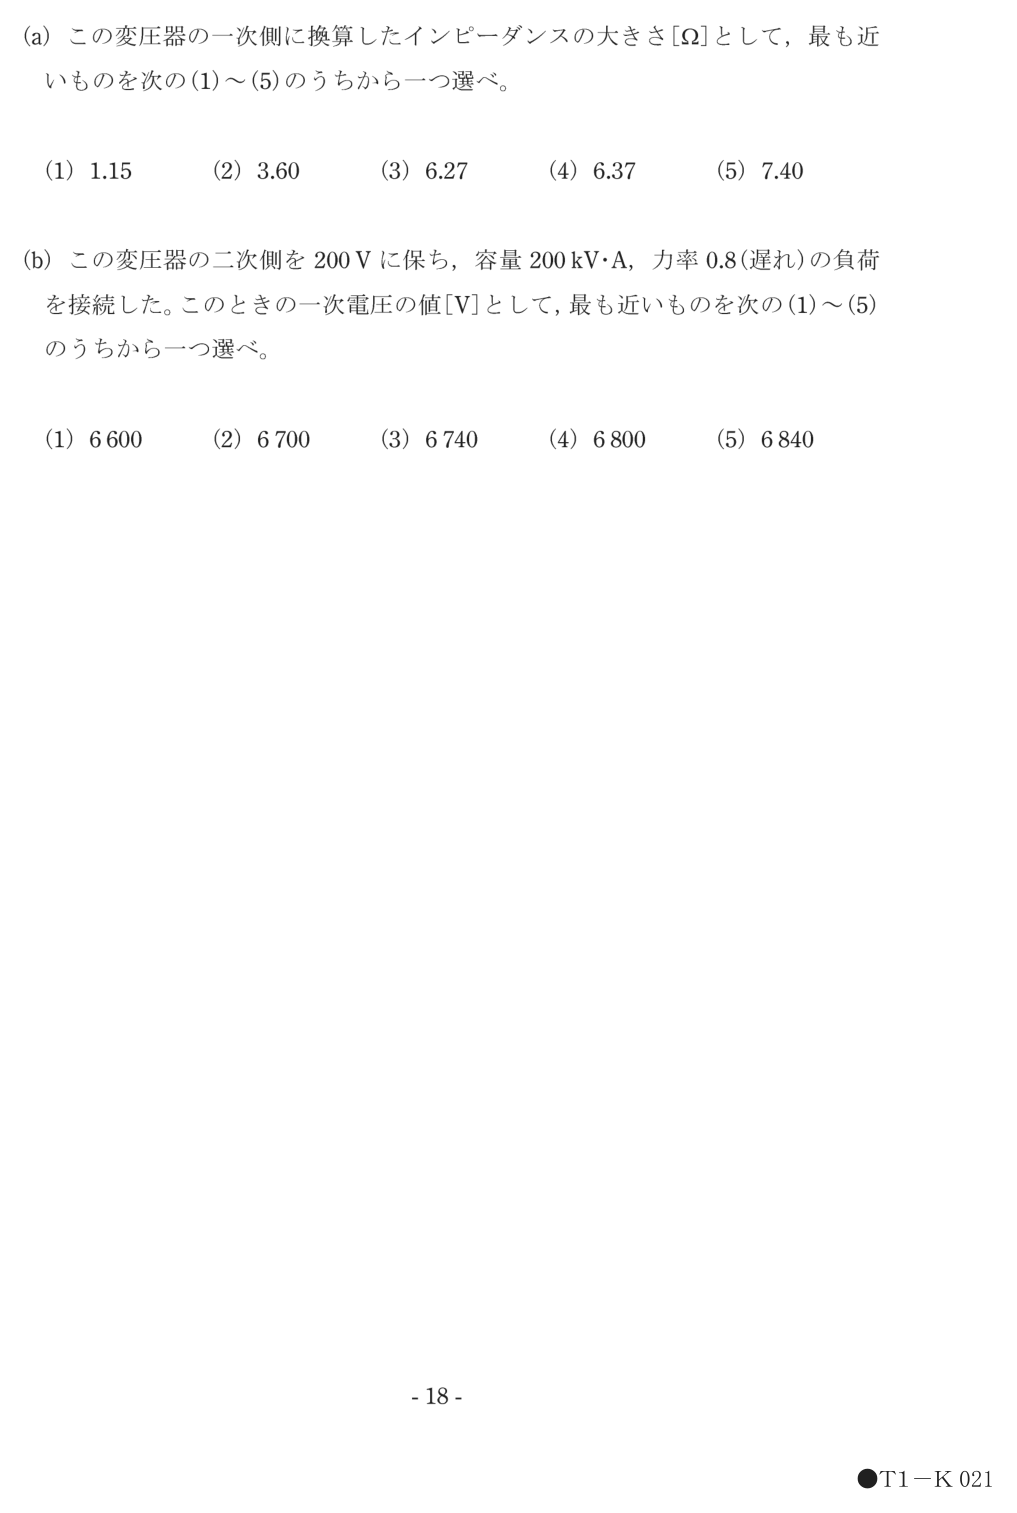 (a) この変圧器の一次側に換算したインピーダンスの大きさ[Ω]として，最も近
いものを次の(1)～(5)のうちから一つ選べ。
(1) 1.15 (2) 3.60 (3) 6.27 (4) 6.37 (5) 7.40
(b) この変圧器の二次側を 200 V に保ち，容量 200 kV･A，力率 0.8(遅れ)の負荷
を接続した。このときの一次電圧の値[V]として，最も近いものを次の(1)～(5)
のうちから一つ選べ。
(1) 6 600 (2) 6 700 (3) 6 740 (4) 6 800 (5) 6 840
- 18 -
●T1－K 021